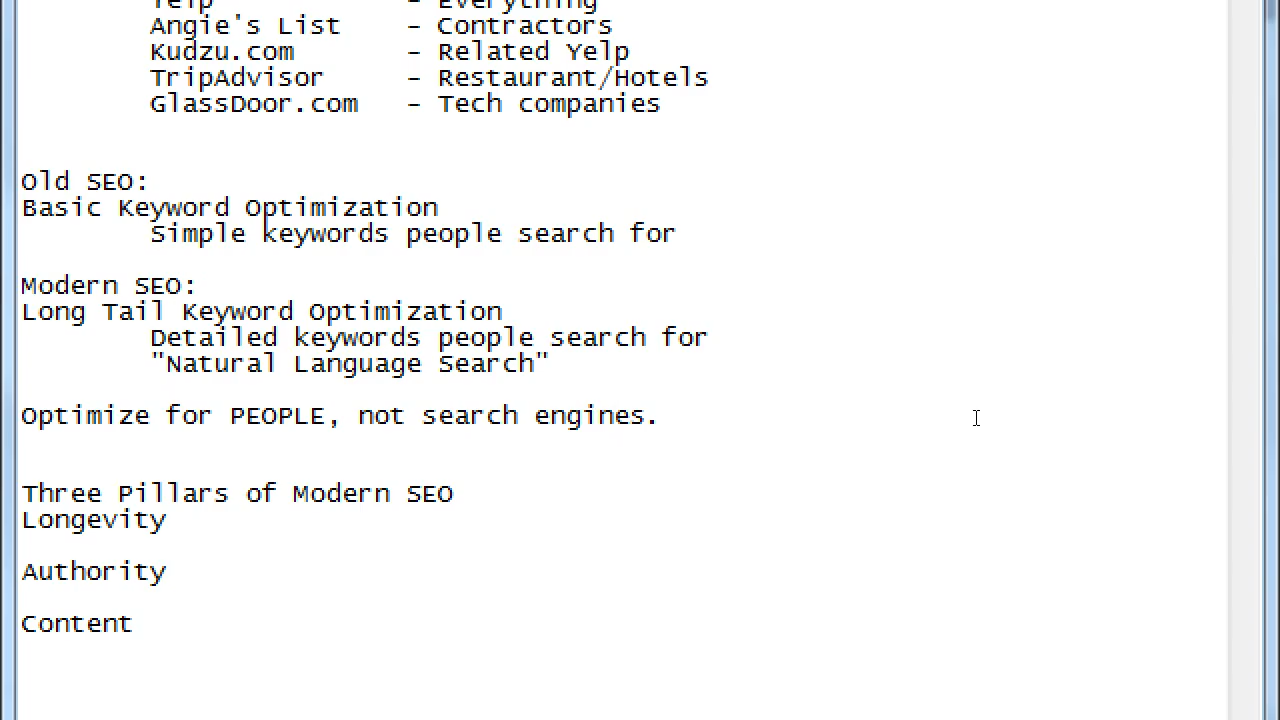 Yelp - Everything
Angie's List - Contractors
Kudzu.com - Related Yelp
TripAdvisor - Restaurant/Hotels
GlassDoor.com - Tech companies
Old SEO:
Basic Keyword Optimization
Simple keywords people search for
Modern SEO:
Long Tail Keyword Optimization
Detailed keywords people search for
"Natural Language Search"
Optimize for PEOPLE, not search engines.
Three Pillars of Modern SEO
Longevity
Authority
Content